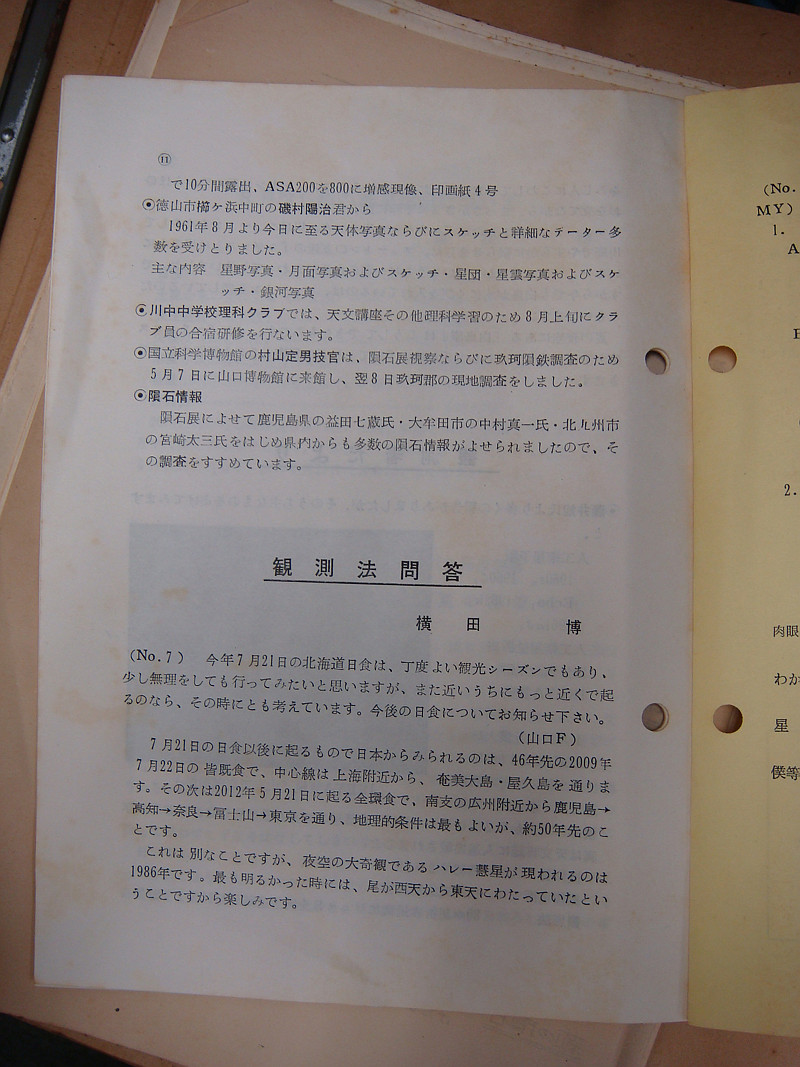 ⑪
で10分間露出、ASA200を800に増感現像、印画紙4号
◉徳山市櫛ケ浜中町の磯村陽治君から
1961年8月より今日に至る天体写真ならびにスケッチと詳細なデーター多
数を受けとりました。
主な内容 星野写真・月面写真およびスケッチ・星団・星雲写真およびスケ
ッチ・銀河写真
◉川中中学校理科クラブでは、天文講座その他理科学習のため8月上旬にクラ
ブ員の合宿研修を行ないます。
◉国立科学博物館の村山定男技官は、隕石展視察ならびに玖珂隕鉄調査のため
5月7日に山口博物館に来館し、翌8日玖珂郡の現地調査をしました。
◉隕石情報
隕石展によせて鹿児島県の益田七蔵氏・大牟田市の中村真一氏・北九州市
の宮崎太三氏をはじめ県内からも多数の隕石情報がよせられましたので、そ
の調査をすすめています。
観測法問答
横田 博
(No.7) 今年7月21日の北海道日食は、丁度よい観光シーズンでもあり、
少し無理をしても行ってみたいと思いますが、また近いうちにもっと近くで起
るのなら、その時にとも考えています。今後の日食についてお知らせ下さい。
(山口F)
7月21日の日食以後に起るもので日本からみられるのは、46年先の2009年
7月22日の皆既食で、中心線は上海附近から、奄美大島・屋久島を通りま
す。その次は2012年5月21日に起る全環食で、南支の広州附近から鹿児島→
高知→奈良→冨士山→東京を通り、地理的条件は最もよいが、約50年先のこ
とです。
これは別なことですが、夜空の大奇観であるハレー彗星が現われるのは
1986年です。最も明るかった時には、尾が西天から東天にわたっていたとい
うことですから楽しみです。
(No.
MY)
1.
A
2.
肉眼
わか
星
僕等